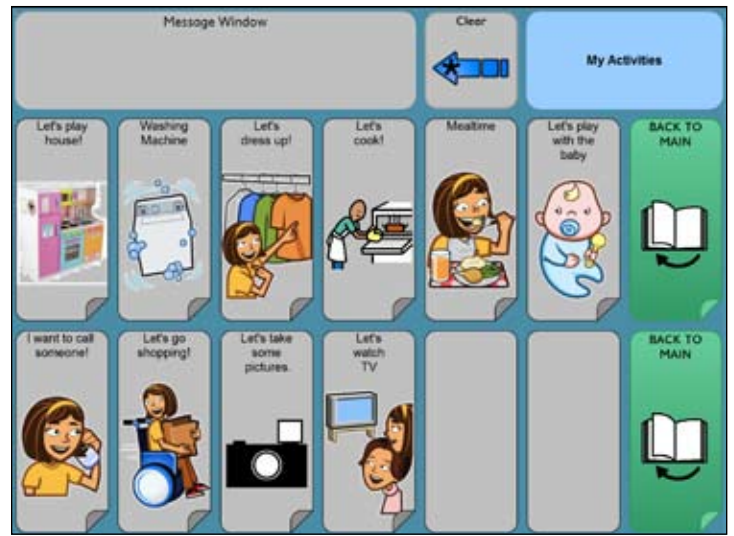 Message Window
Clear
My Activities
Let's play
house!
Washing
Machine
Let's
dress up!
Let's
cook!
Mealtime
Let's play
with the
baby
BACK TO
MAIN
I want to call
someone!
Let's go
shopping!
Let's take
some
pictures.
Let's
watch
TV
BACK TO
MAIN